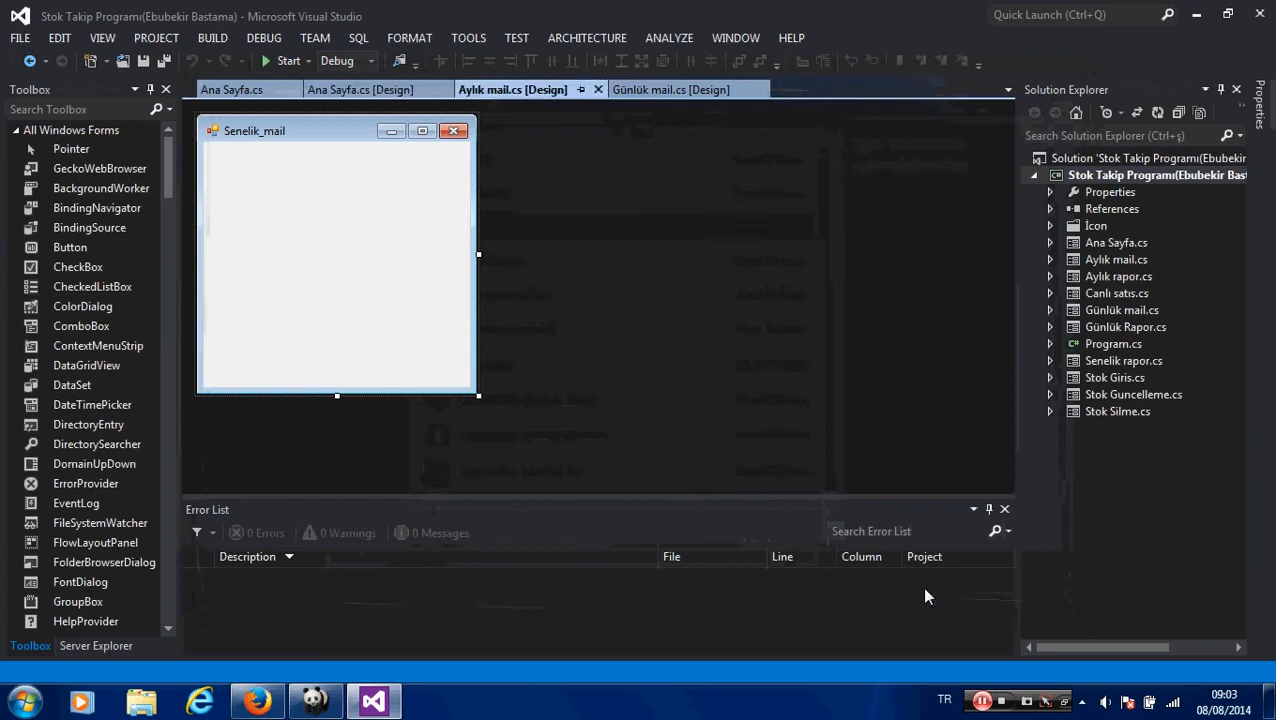 Stok Takip Programı(Ebubekir Bastama) - Microsoft Visual Studio
Quick Launch (Ctrl+Q)
FILE EDIT VIEW PROJECT BUILD DEBUG TEAM SQL FORMAT TOOLS TEST ARCHITECTURE ANALYZE WINDOW HELP
Start Debug
Toolbox
Search Toolbox
All Windows Forms
Pointer
GeckoWebBrowser
BackgroundWorker
BindingNavigator
BindingSource
Button
CheckBox
CheckedListBox
ColorDialog
ComboBox
ContextMenuStrip
DataGridView
DataSet
DateTimePicker
DirectoryEntry
DirectorySearcher
DomainUpDown
ErrorProvider
EventLog
FileSystemWatcher
FlowLayoutPanel
FolderBrowserDialog
FontDialog
GroupBox
HelpProvider
Toolbox Server Explorer
Ana Sayfa.cs Ana Sayfa.cs [Design] Aylık mail.cs [Design] Günlük mail.cs [Design]
Senelik_mail
Error List
0 Errors 0 Warnings 0 Messages
Search Error List
Description File Line Column Project
Solution Explorer
Search Solution Explorer (Ctrl+ş)
Solution 'Stok Takip Programı(Ebubekir
Stok Takip Programı(Ebubekir Bast
Properties
References
İcon
Ana Sayfa.cs
Aylık mail.cs
Aylık rapor.cs
Canlı satıs.cs
Günlük mail.cs
Günlük Rapor.cs
Program.cs
Senelik rapor.cs
Stok Giris.cs
Stok Guncelleme.cs
Stok Silme.cs
Properties
TR
09:03
08/08/2014